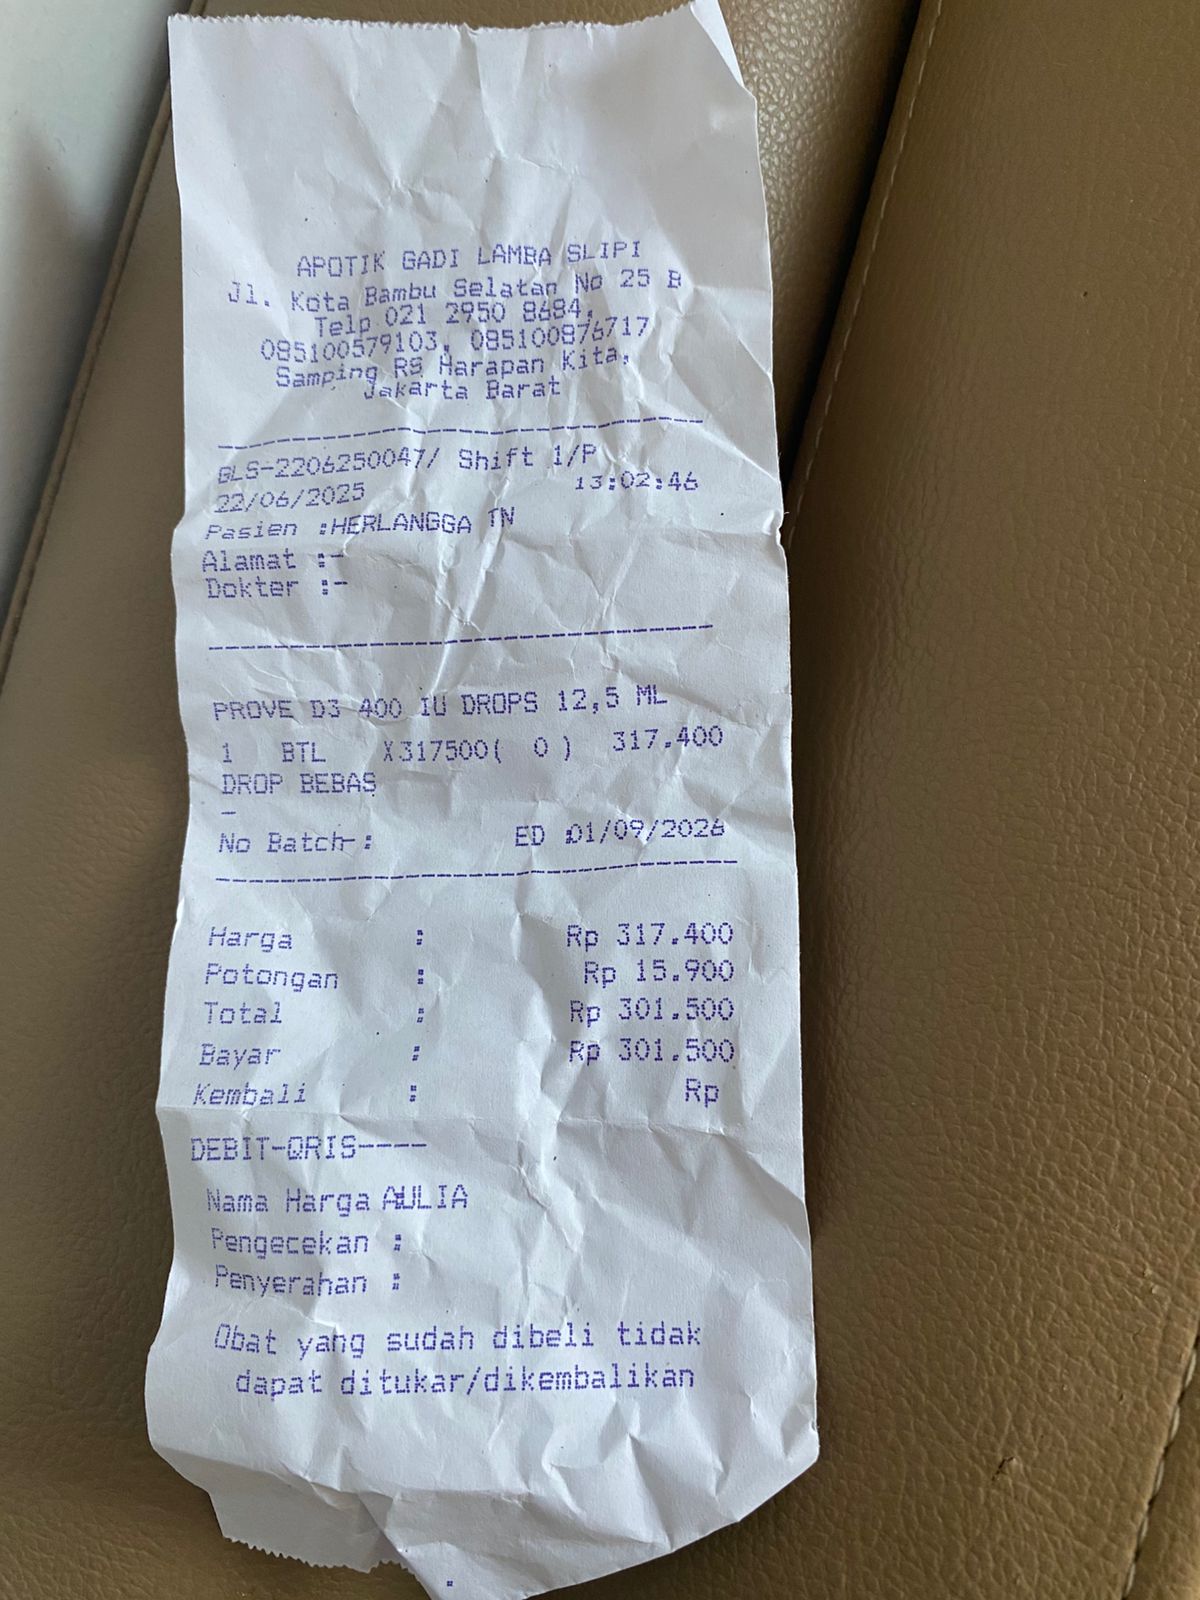 APOTIK GADI LAMBA SLIPI
Jl. Kota Bambu Selatan No 25 B
Telp 021 2950 8684,
085100579103, 085100876717
Samping RS Harapan Kita,
Jakarta Barat
GLS-2206250047/ Shift 1/P
22/06/2025 13:02:46
Pasien :HERLANGGA TN
Alamat :-
Dokter :-
PROVE D3 400 IU DROPS 12,5 ML
1 BTL X317500( 0 ) 317.400
DROP BEBAS
-
No Batch-: ED :01/09/2026
Harga : Rp 317.400
Potongan : Rp 15.900
Total : Rp 301.500
Bayar : Rp 301.500
Kembali : Rp
DEBIT-QRIS----
Nama Harga :AULIA
Pengecekan :
Penyerahan :
Obat yang sudah dibeli tidak
dapat ditukar/dikembalikan